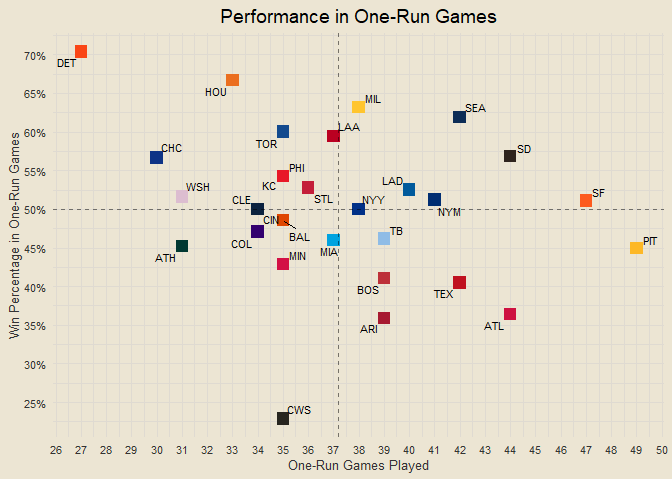 Performance in One-Run Games
Win Percentage in One-Run Games
70%
65%
60%
55%
50%
45%
40%
35%
30%
25%
DET
HOU
MIL
SEA
LAA
TOR
CHC
SD
PHI
KC
WSH
STL
LAD
SF
CLE
NYY
NYM
CIN
BAL
COL
TB
MIA
PIT
ATH
MIN
BOS
TEX
ARI
ATL
CWS
26 27 28 29 30 31 32 33 34 35 36 37 38 39 40 41 42 43 44 45 46 47 48 49 50
One-Run Games Played